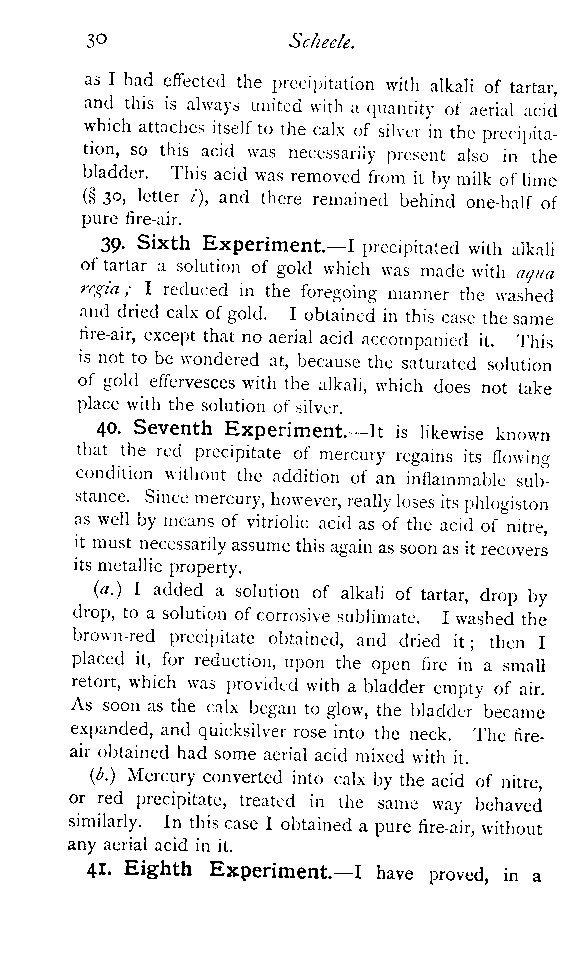 30 Scheele.
as I had effected the precipitation with alkali of tartar,
and this is always united with a quantity of aerial acid
which attaches itself to the calx of silver in the precipita-
tion, so this acid was necessarily present also in the
bladder. This acid was removed from it by milk of lime
(§ 30, letter i), and there remained behind one-half of
pure fire-air.
39. Sixth Experiment.—I precipitated with alkali
of tartar a solution of gold which was made with aqua
regia; I reduced in the foregoing manner the washed
and dried calx of gold. I obtained in this case the same
fire-air, except that no aerial acid accompanied it. This
is not to be wondered at, because the saturated solution
of gold effervesces with the alkali, which does not take
place with the solution of silver.
40. Seventh Experiment.—It is likewise known
that the red precipitate of mercury regains its flowing
condition without the addition of an inflammable sub-
stance. Since mercury, however, really loses its phlogiston
as well by means of vitriolic acid as of the acid of nitre,
it must necessarily assume this again as soon as it recovers
its metallic property.
(a.) I added a solution of alkali of tartar, drop by
drop, to a solution of corrosive sublimate. I washed the
brown-red precipitate obtained, and dried it; then I
placed it, for reduction, upon the open fire in a small
retort, which was provided with a bladder empty of air.
As soon as the calx began to glow, the bladder became
expanded, and quicksilver rose into the neck. The fire-
air obtained had some aerial acid mixed with it.
(b.) Mercury converted into calx by the acid of nitre,
or red precipitate, treated in the same way behaved
similarly. In this case I obtained a pure fire-air, without
any aerial acid in it.
41. Eighth Experiment.—I have proved, in a